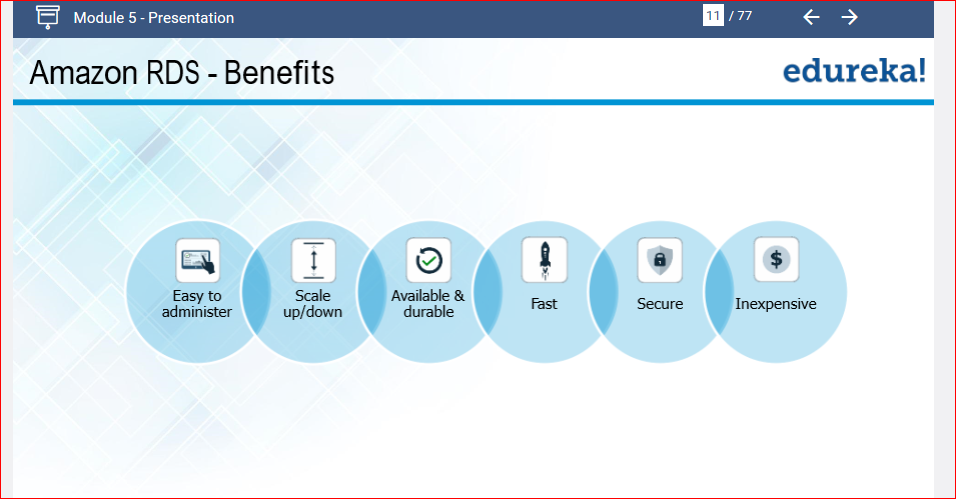 Module 5 - Presentation
11 / 77
Amazon RDS - Benefits
edureka!
Easy to
administer
Scale
up/down
Available &
durable
Fast
Secure
$
Inexpensive